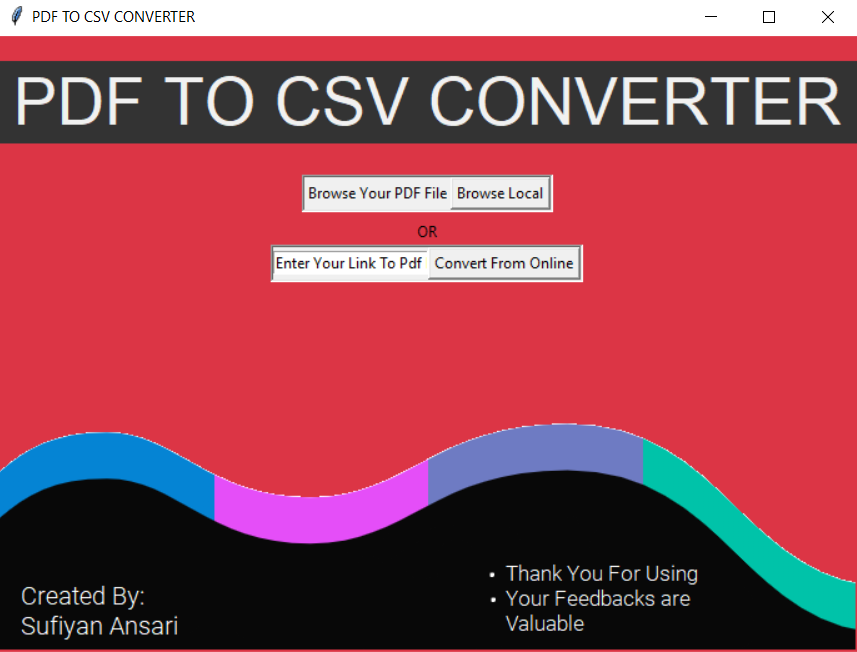 PDF TO CSV CONVERTER
PDF TO CSV CONVERTER
Browse Your PDF File Browse Local
OR
Enter Your Link To Pdf Convert From Online
Created By:
Sufiyan Ansari
• Thank You For Using
• Your Feedbacks are
Valuable